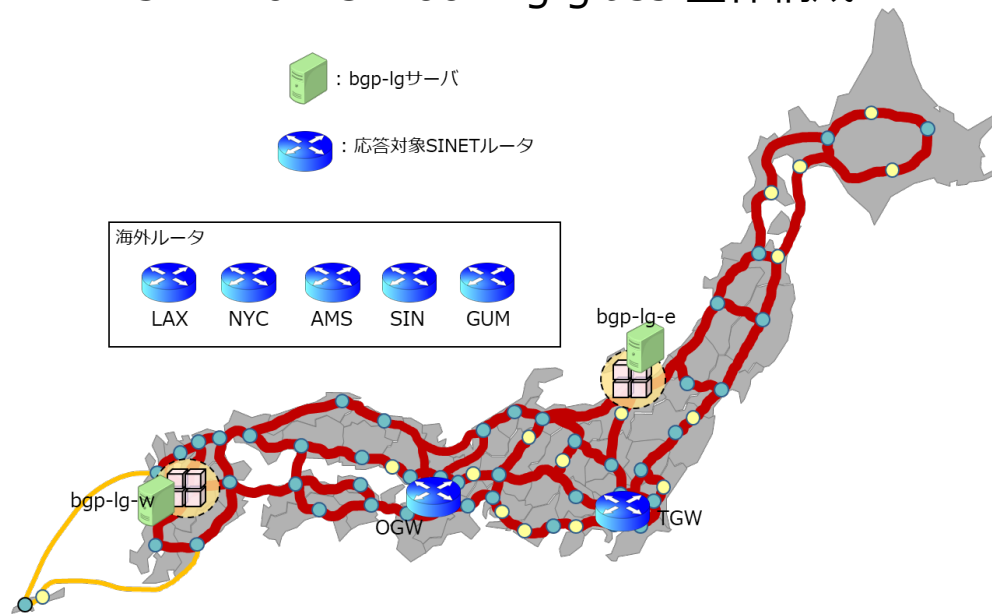 : bgp-lgサーバ
: 応答対象SINETルータ
海外ルータ
LAX NYC AMS SIN GUM
bgp-lg-e
bgp-lg-w
OGW
TGW